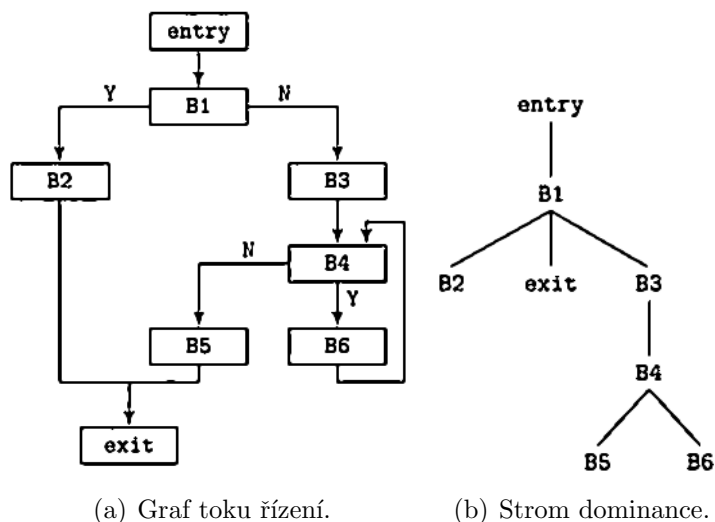 entry
Y
N
B1
B2
B3
N
B4
Y
B5
B6
exit
(a) Graf toku řízení.
entry
B1
B2 exit B3
B4
B5 B6
(b) Strom dominance.